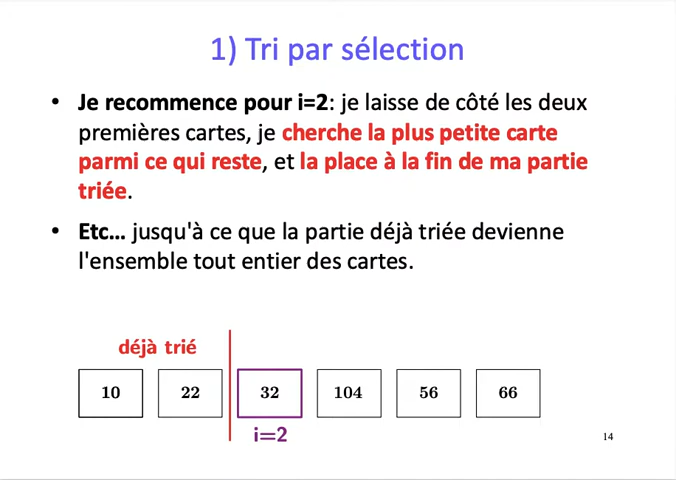 1) Tri par sélection
• Je recommence pour i=2: je laisse de côté les deux
premières cartes, je cherche la plus petite carte
parmi ce qui reste, et la place à la fin de ma partie
triée.
• Etc... jusqu'à ce que la partie déjà triée devienne
l'ensemble tout entier des cartes.
déjà trié
10 22 32 104 56 66
i=2
14